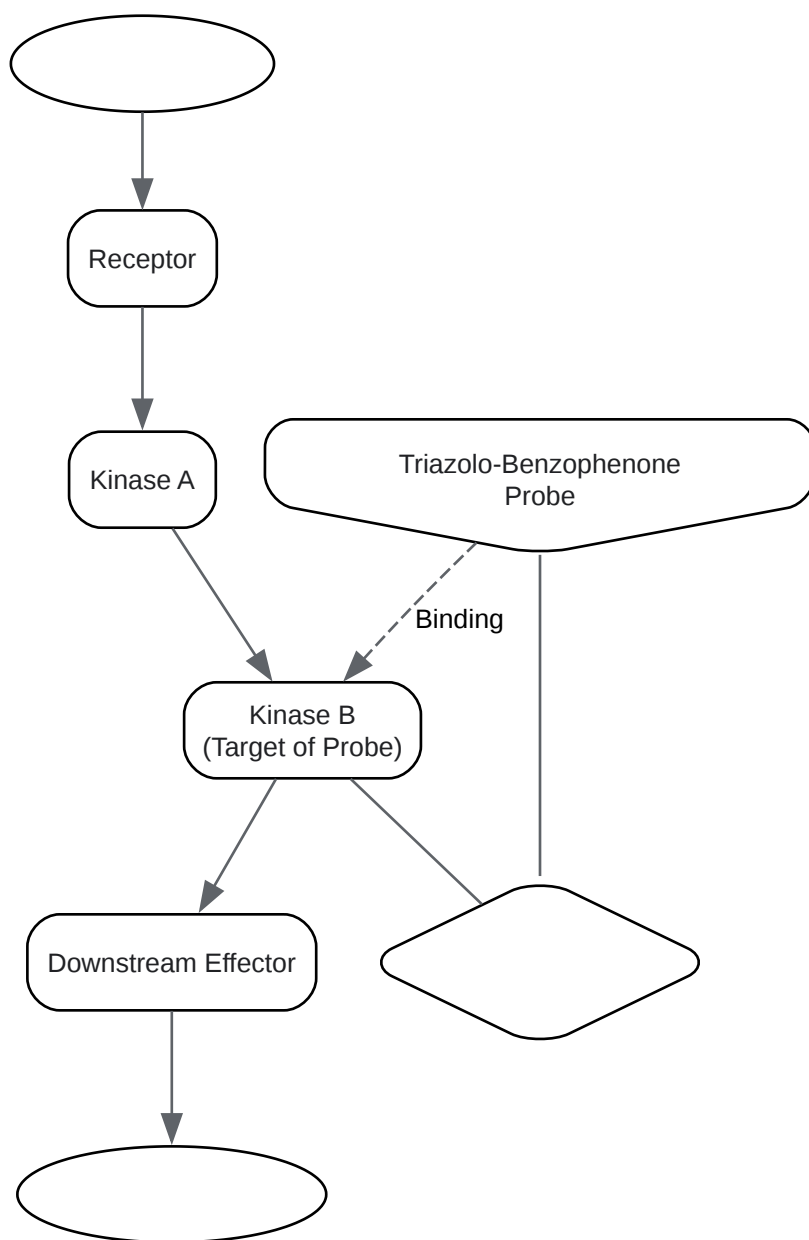 Receptor
Kinase A
Triazolo-Benzophenone
Probe
Binding
Kinase B
(Target of Probe)
Downstream Effector